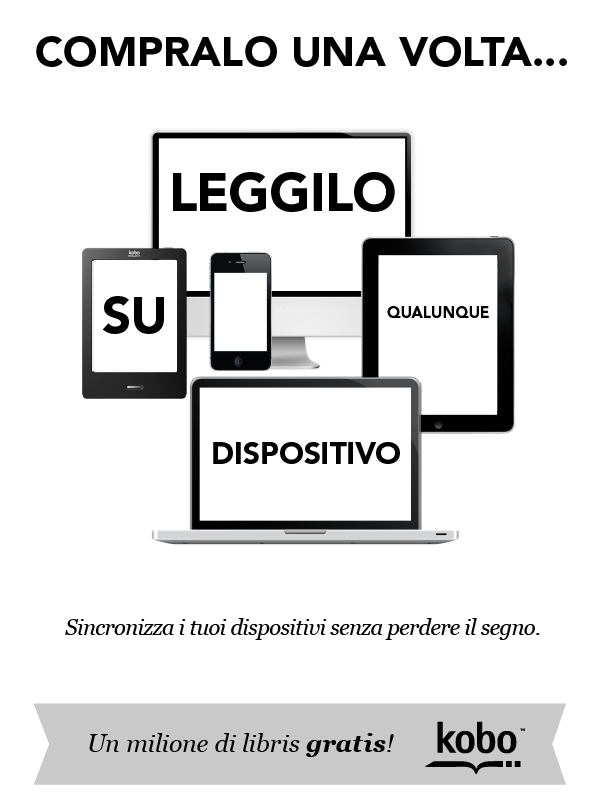 COMPRALO UNA VOLTA...
LEGGILO
kobo
SU
QUALUNQUE
DISPOSITIVO
Sincronizza i tuoi dispositivi senza perdere il segno.
Un milione di libris gratis!
kobo™